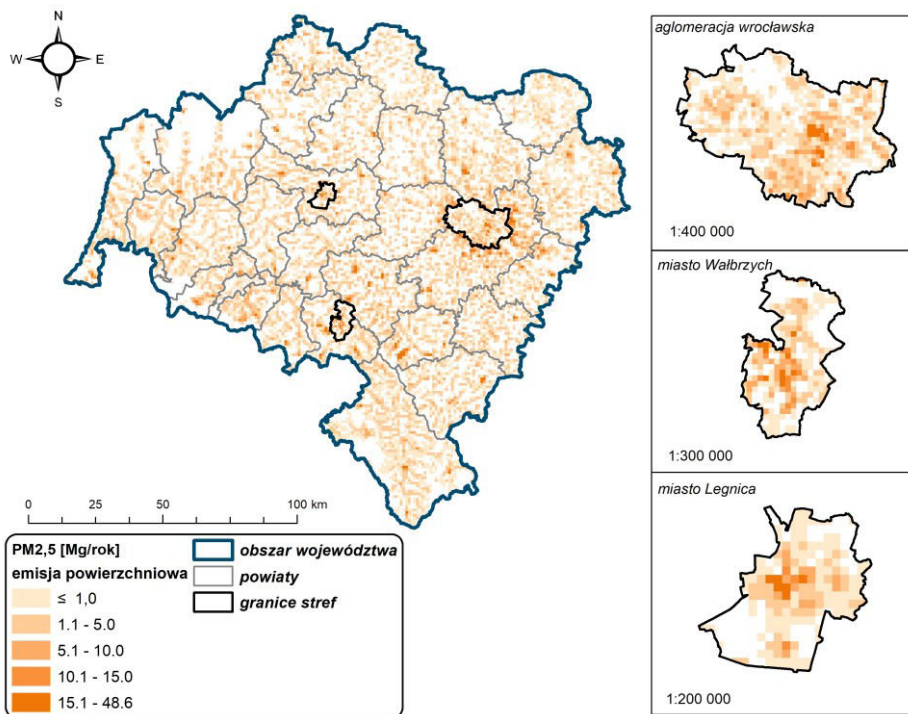 N
W E
S
0 25 50 100 km
PM2,5 [Mg/rok]
emisja powierzchniowa
≤ 1,0
1.1 - 5.0
5.1 - 10.0
10.1 - 15.0
15.1 - 48.6
obszar województwa
powiaty
granice stref
aglomeracja wrocławska
1:400 000
miasto Wałbrzych
1:300 000
miasto Legnica
1:200 000